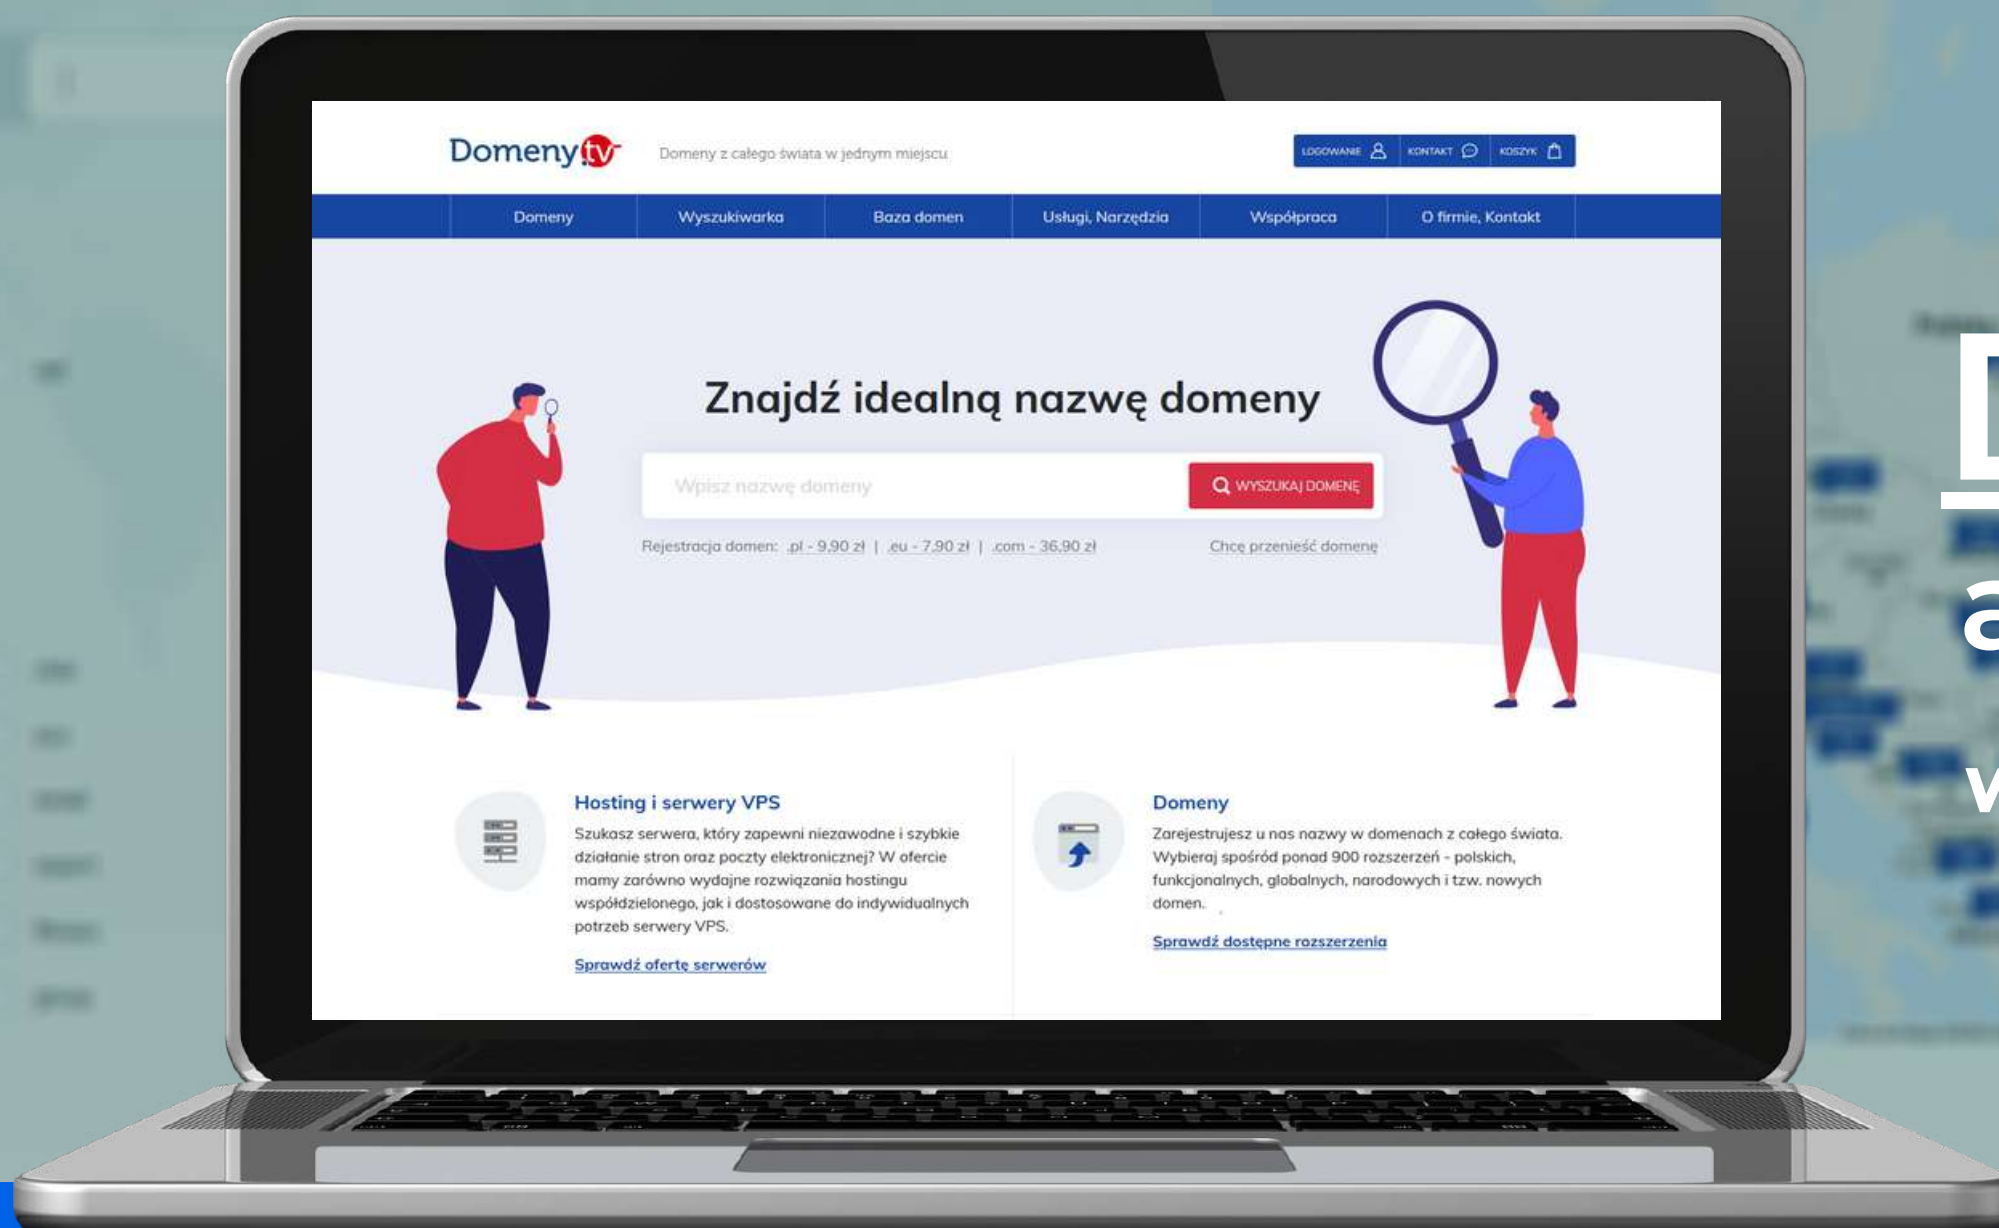 Domeny.tv
Domeny z całego świata w jednym miejscu
LOGOWANIE
KONTAKT
KOSZYK
Domeny
Wyszukiwarka
Baza domen
Usługi, Narzędzia
Współpraca
O firmie, Kontakt
Znajdź idealną nazwę domeny
Wpisz nazwę domeny
WYSZUKAJ DOMENĘ
Rejestracja domen: .pl - 9,90 zł | .eu - 7,90 zł | .com - 36,90 zł
Chcę przenieść domenę
Hosting i serwery VPS
Szukasz serwera, który zapewni niezawodne i szybkie
działanie stron oraz poczty elektronicznej? W ofercie
mamy zarówno wydajne rozwiązania hostingu
współdzielonego, jak i dostosowane do indywidualnych
potrzeb serwery VPS.
Sprawdź ofertę serwerów
Domeny
Zarejestrujesz u nas nazwy w domenach z całego świata.
Wybieraj spośród ponad 900 rozszerzeń - polskich,
funkcjonalnych, globalnych, narodowych i tzw. nowych
domen.
Sprawdź dostępne rozszerzenia